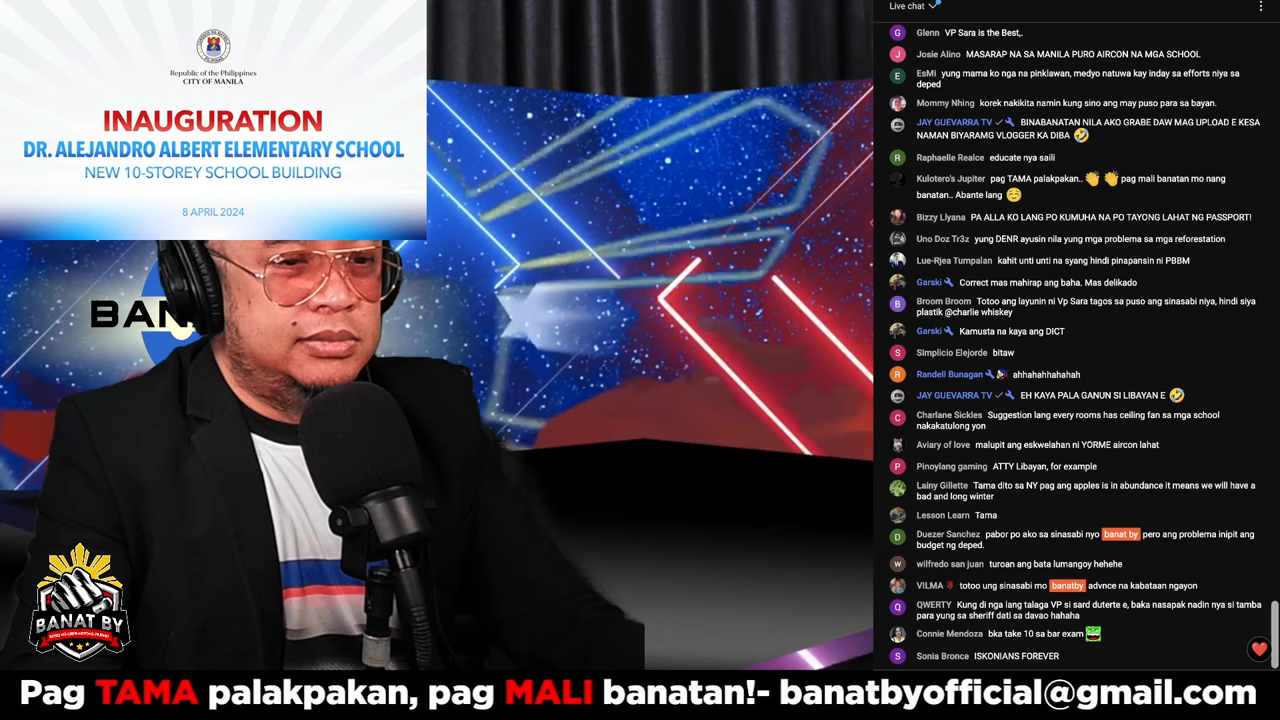 Republic of the Philippines
CITY OF MANILA
INAUGURATION
DR. ALEJANDRO ALBERT ELEMENTARY SCHOOL
NEW 10-STOREY SCHOOL BUILDING
8 APRIL 2024
BAN
BANAT BY
Live chat
G Glenn VP Sara is the Best,.
J Josie Alino MASARAP NA SA MANILA PURO AIRCON NA MGA SCHOOL
E EsMi yung mama ko nga na pinklawan, medyo natuwa kay inday sa efforts niya sa
deped
Mommy Nhing korek nakikita namin kung sino ang may puso para sa bayan.
JAY GUEVARRA TV BINABANATAN NILA AKO GRABE DAW MAG UPLOAD E KESA
NAMAN BIYARAMG VLOGGER KA DIBA 🤣
R Raphaelle Realce educate nya saili
Kulotero's Jupiter pag TAMA palakpakan.. 👏 👏 pag mali banatan mo nang
banatan.. Abante lang ☺️
Bizzy Llyana PA ALLA KO LANG PO KUMUHA NA PO TAYONG LAHAT NG PASSPORT!
Uno Doz Tr3z yung DENR ayusin nila yung mga problema sa mga reforestation
Lue-Rjea Tumpalan kahit unti unti na syang hindi pinapansin ni PBBM
Garski Correct mas mahirap ang baha. Mas delikado
B Broom Broom Totoo ang layunin ni Vp Sara tagos sa puso ang sinasabi niya, hindi siya
plastik @charlie whiskey
Garski Kamusta na kaya ang DICT
S Simplicio Elejorde bitaw
R Randell Bunagan ahhahahhahahah
JAY GUEVARRA TV EH KAYA PALA GANUN SI LIBAYAN E 🤣
C Charlane Sickles Suggestion lang every rooms has ceiling fan sa mga school
nakakatulong yon
Aviary of love malupit ang eskwelahan ni YORME aircon lahat
P Pinoylang gaming ATTY Libayan, for example
Lainy Gillette Tama dito sa NY pag ang apples is in abundance it means we will have a
bad and long winter
Lesson Learn Tama
D Duezer Sanchez pabor po ako sa sinasabi nyo banat by pero ang problema inipit ang
budget ng deped.
w wilfredo san juan turoan ang bata lumangoy hehehe
VILMA totoo ung sinasabi mo banatby advnce na kabataan ngayon
Q QWERTY Kung di nga lang talaga VP si sard duterte e, baka nasapak nadin nya si tamba
para yung sa sheriff dati sa davao hahaha
Connie Mendoza bka take 10 sa bar exam
S Sonia Bronce ISKONIANS FOREVER
Pag TAMA palakpakan, pag MALI banatan!- banatbyofficial@gmail.com